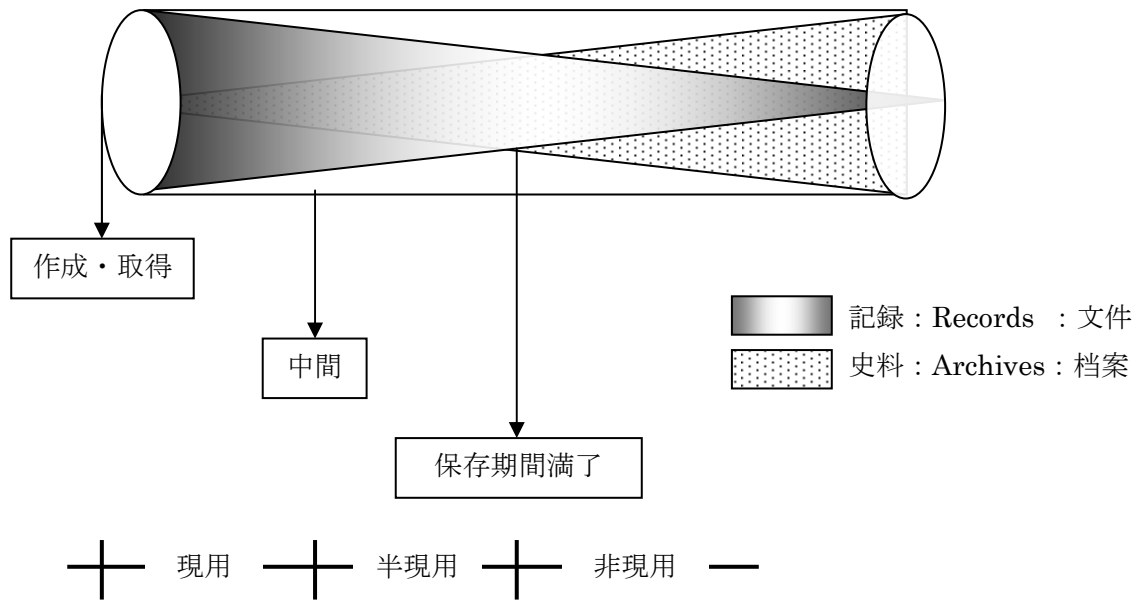 作成・取得
中間
保存期間満了
記録：Records ：文件
史料：Archives：档案
現用 半現用 非現用